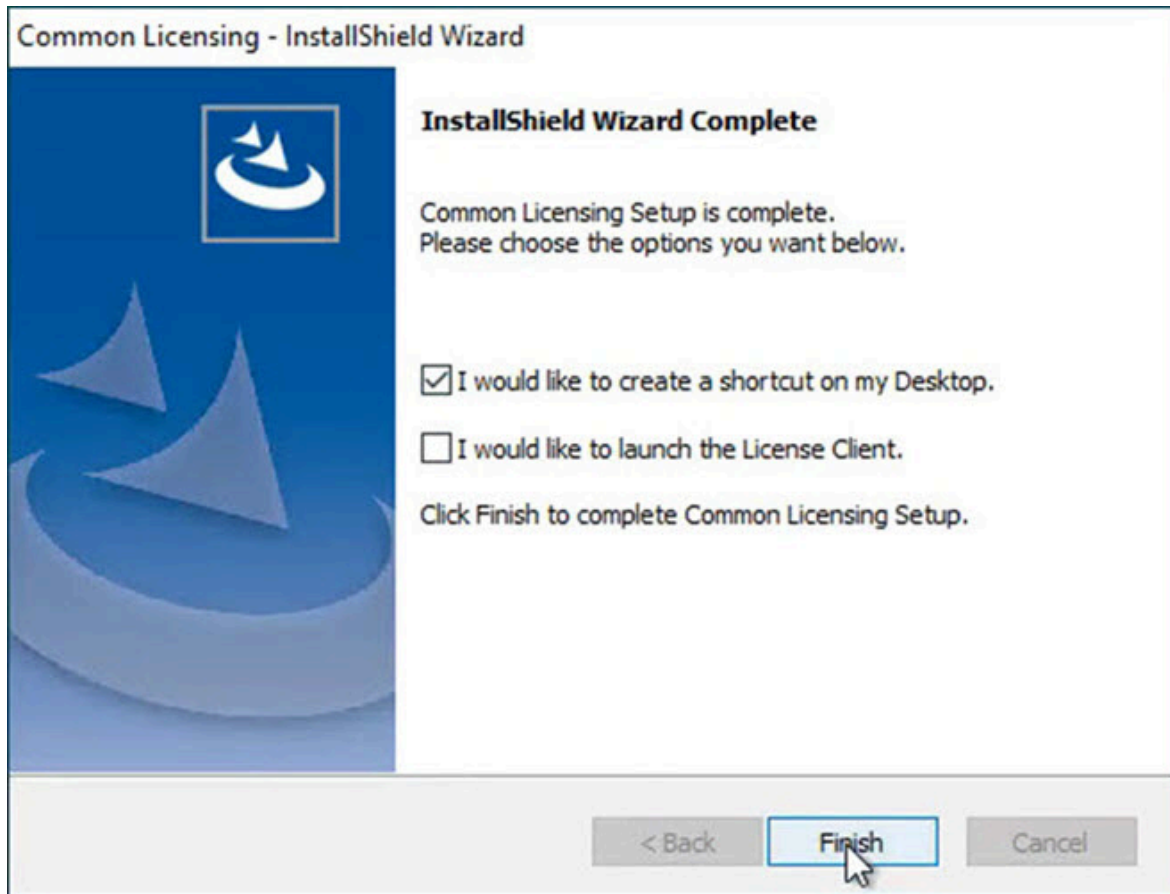 Common Licensing - InstallShield Wizard
InstallShield Wizard Complete
Common Licensing Setup is complete.
Please choose the options you want below.
I would like to create a shortcut on my Desktop.
I would like to launch the License Client.
Click Finish to complete Common Licensing Setup.
< Back
Finish
Cancel